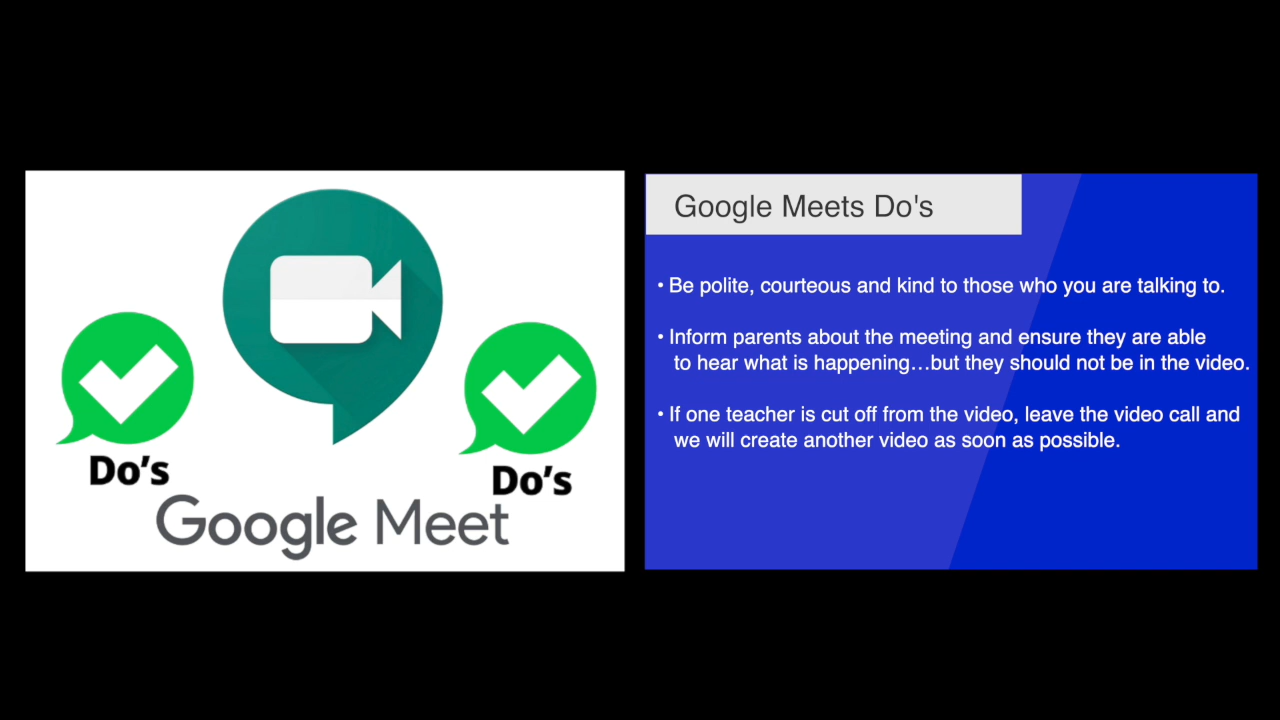 Do's
Do's
Google Meet
Google Meets Do's
• Be polite, courteous and kind to those who you are talking to.
• Inform parents about the meeting and ensure they are able
to hear what is happening...but they should not be in the video.
• If one teacher is cut off from the video, leave the video call and
we will create another video as soon as possible.